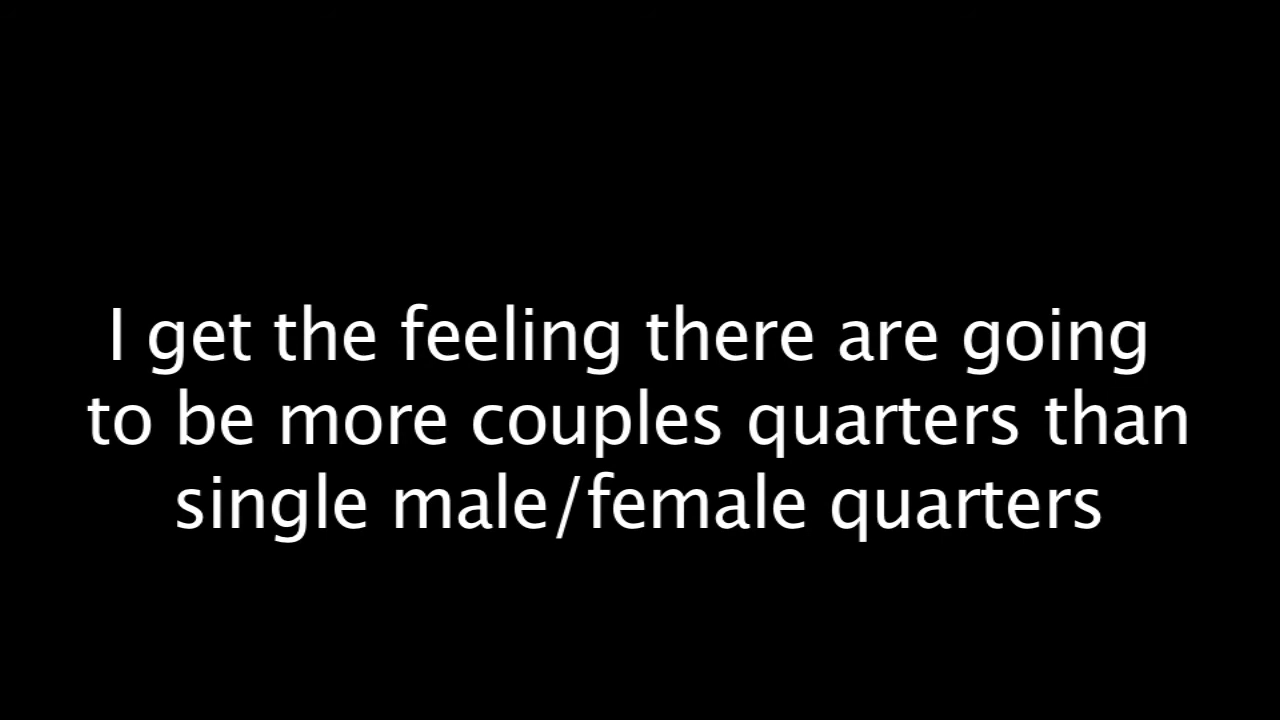 I get the feeling there are going
to be more couples quarters than
single male/female quarters